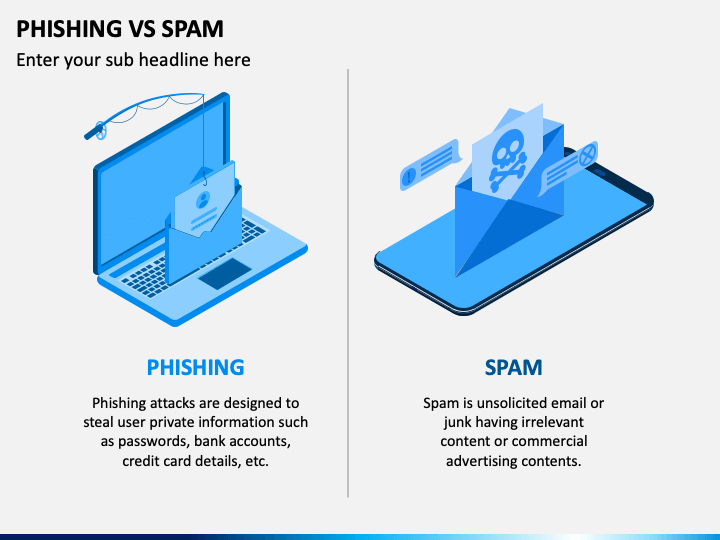 PHISHING VS SPAM
Enter your sub headline here
PHISHING
Phishing attacks are designed to
steal user private information such
as passwords, bank accounts,
credit card details, etc.
SPAM
Spam is unsolicited email or
junk having irrelevant
content or commercial
advertising contents.